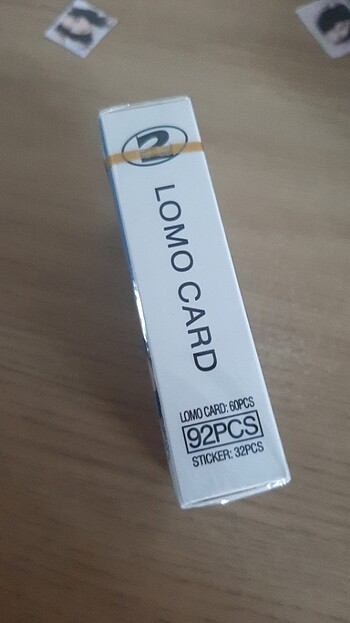 2
LOMO CARD
LOMO CARD: 60PCS
92PCS
STICKER: 32PCS